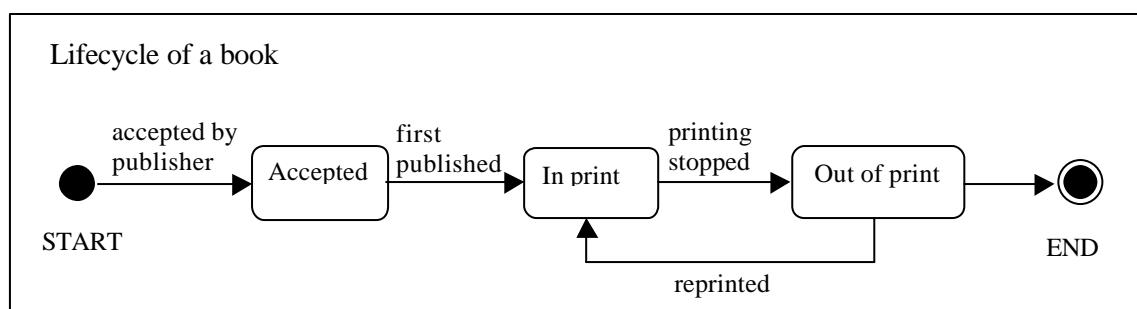 Lifecycle of a book
accepted by
publisher
first
published
printing
stopped
Accepted
In print
Out of print
START
END
reprinted